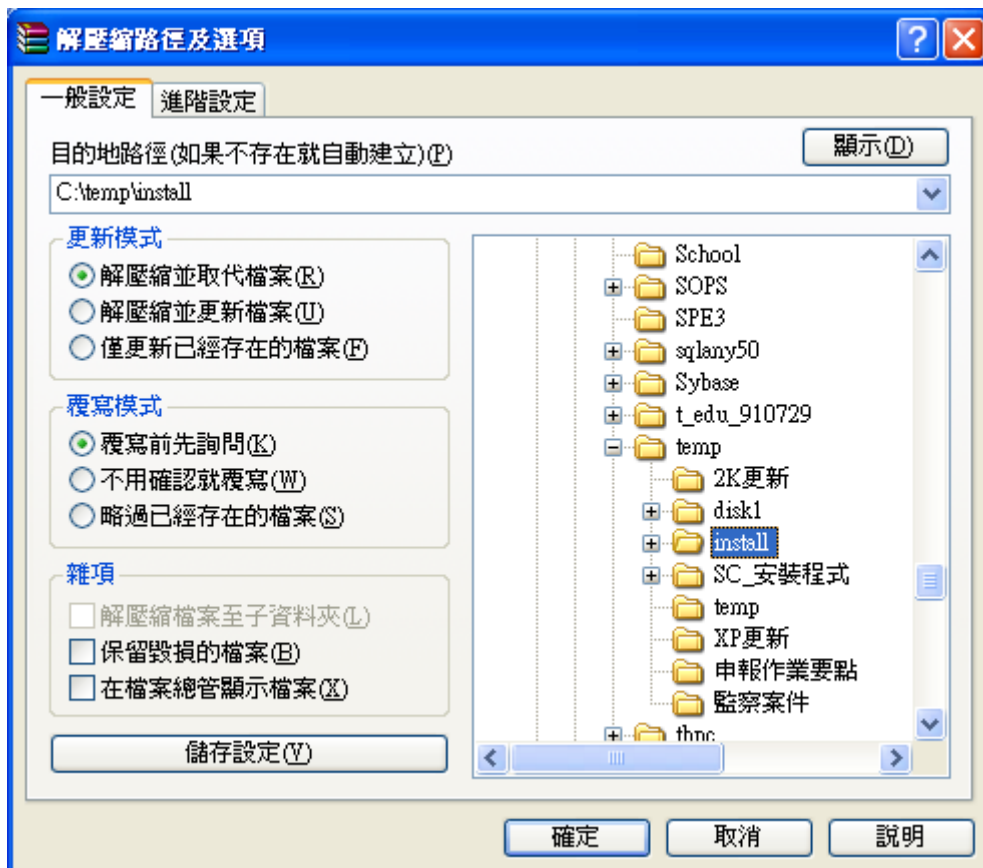 解壓縮路徑及選項
一般設定 進階設定
目的地路徑(如果不存在就自動建立)(P)
顯示(D)
C:\temp\install
更新模式
解壓縮並取代檔案(R)
解壓縮並更新檔案(U)
僅更新已經存在的檔案(F)
覆寫模式
覆寫前先詢問(K)
不用確認就覆寫(W)
略過已經存在的檔案(S)
雜項
解壓縮檔案至子資料夾(L)
保留毀損的檔案(B)
在檔案總管顯示檔案(X)
儲存設定(V)
School
SOPS
SPE3
sqlany50
Sybase
t_edu_910729
temp
2K更新
disk1
install
SC_安裝程式
temp
XP更新
申報作業要點
監察案件
確定 取消 說明